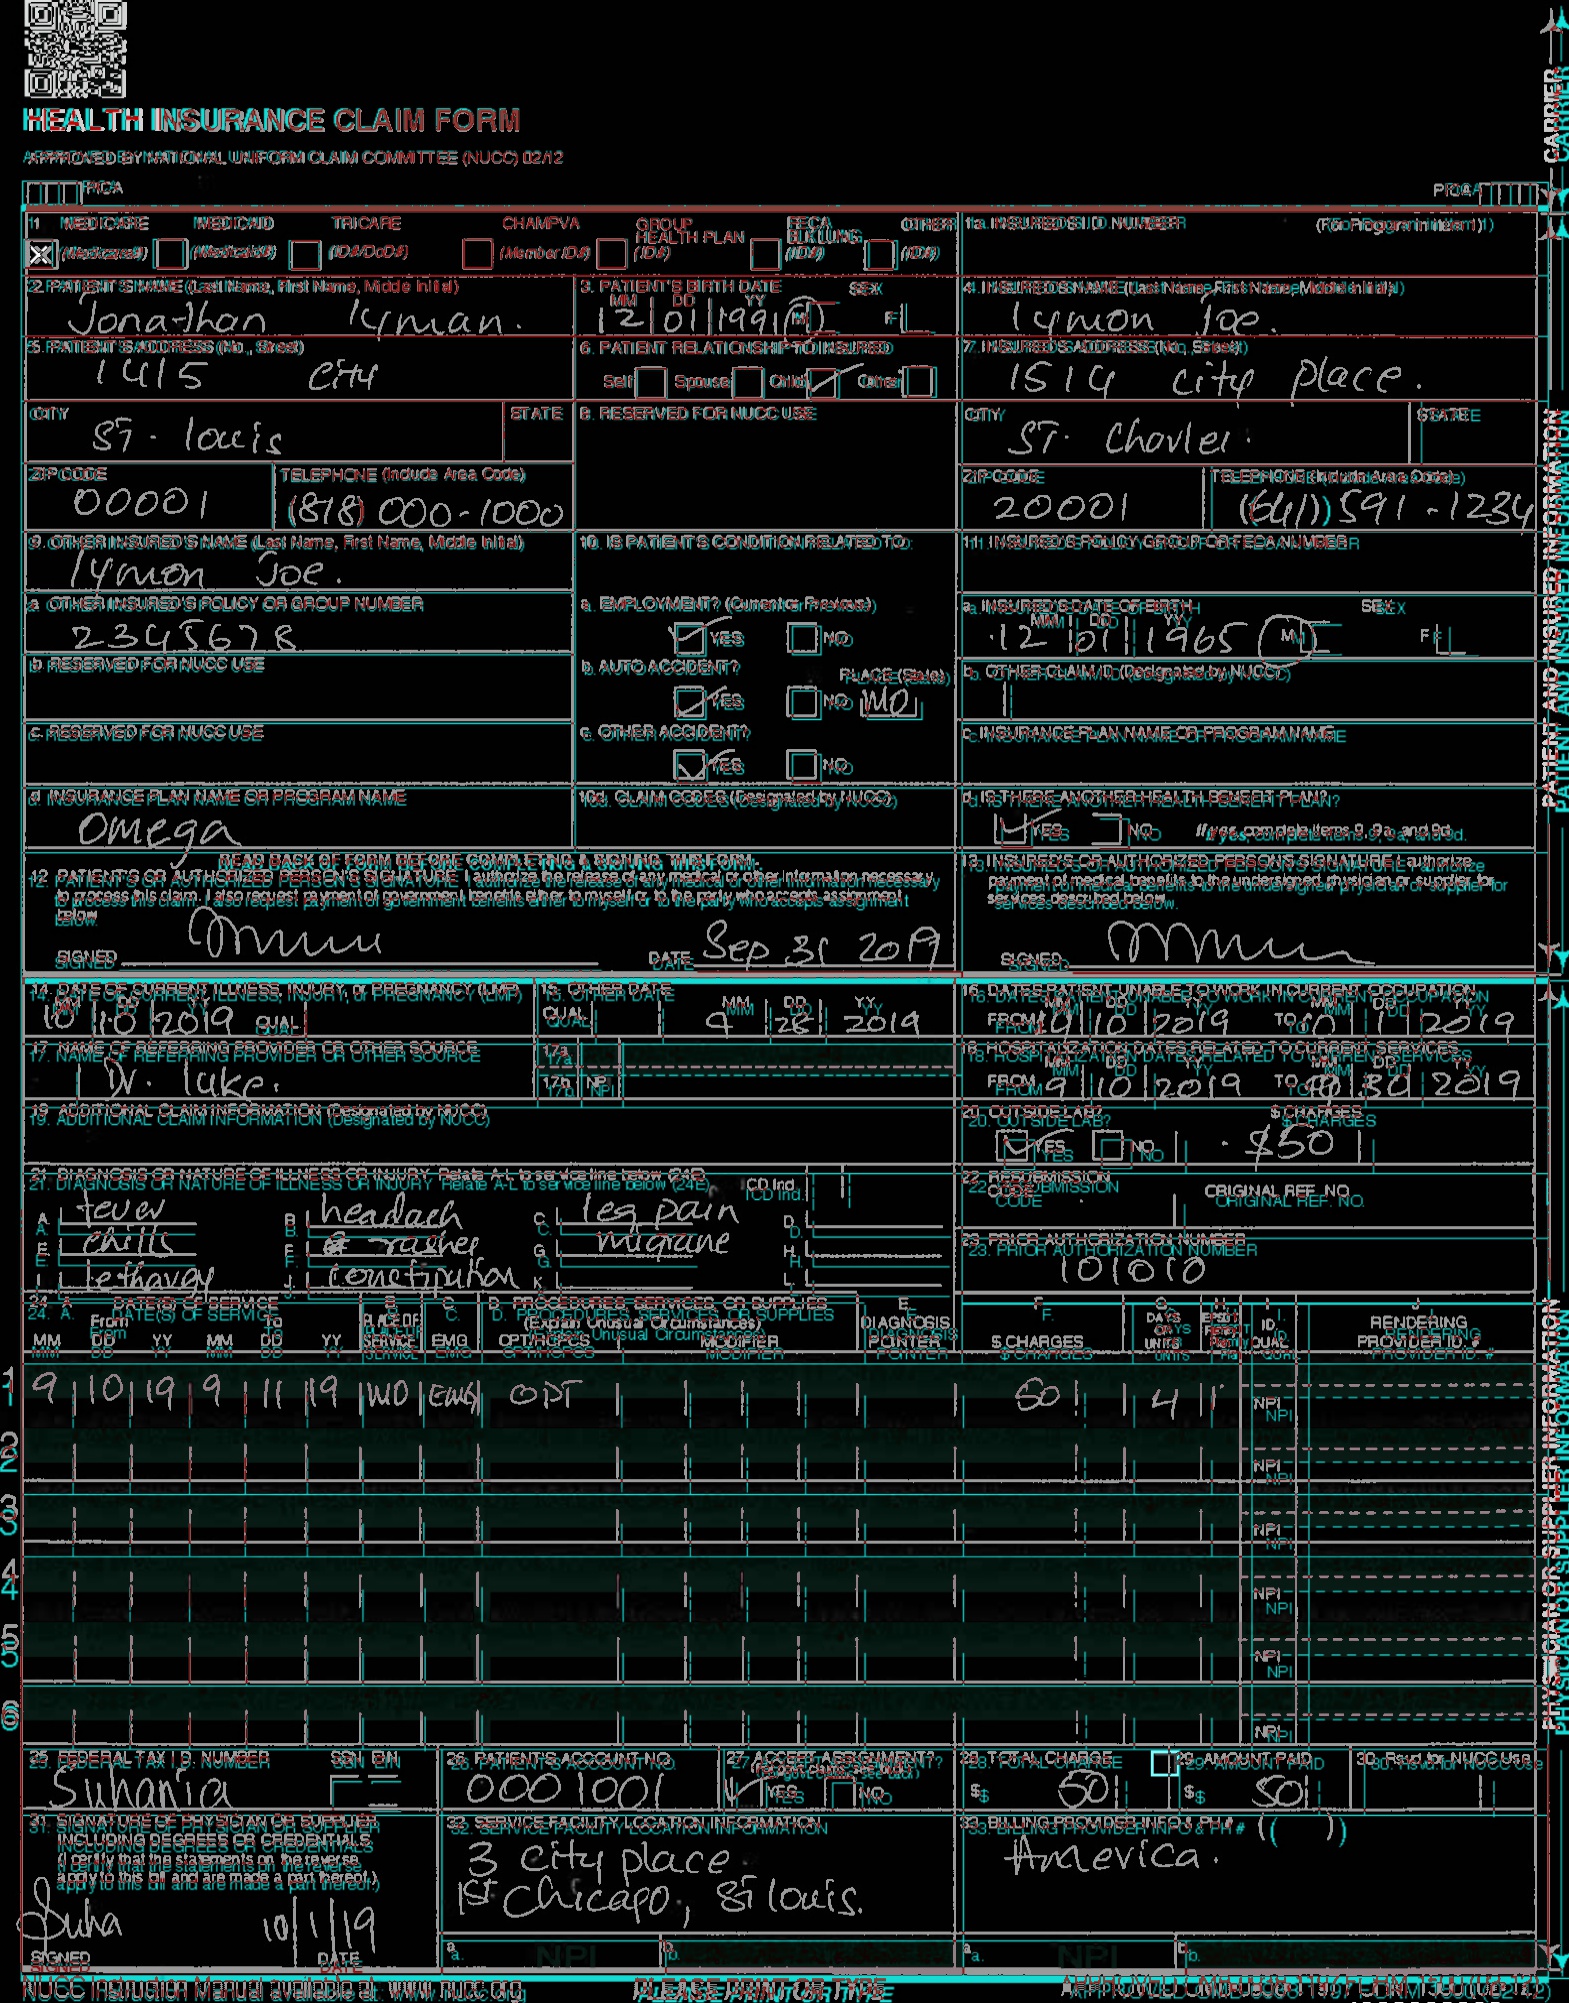 HEALTH INSURANCE CLAIM FORM
APPROVED BY NATIONAL UNIFORM CLAIM COMMITTEE (NUCC) 02/12
PICA PICA
1. MEDICARE MEDICAID TRICARE CHAMPVA GROUP HEALTH PLAN FECA BLK LUNG OTHER 1a. INSURED'S I.D. NUMBER (For Program in Item 1)
(Medicare#) (Medicaid#) (ID#/DoD#) (Member ID#) (ID#) (ID#) (ID#)
2. PATIENT'S NAME (Last Name, First Name, Middle Initial) 3. PATIENT'S BIRTH DATE SEX 4. INSURED'S NAME (Last Name, First Name, Middle Initial)
MM DD YY
Jonathan lyman. 12 01 1991 M F lymon Joe.
5. PATIENT'S ADDRESS (No., Street) 6. PATIENT RELATIONSHIP TO INSURED 7. INSURED'S ADDRESS (No., Street)
1415 city Self Spouse Child Other 1514 city place.
CITY STATE 8. RESERVED FOR NUCC USE CITY STATE
ST. louis ST.
ZIP CODE TELEPHONE (Include Area Code) ZIP CODE TELEPHONE (Include Area Code)
00001 (818) 000-1000 20001 (641) 591-1234
9. OTHER INSURED'S NAME (Last Name, First Name, Middle Initial) 10. IS PATIENT'S CONDITION RELATED TO: 11. INSURED'S POLICY GROUP OR FECA NUMBER
lymon Joe.
a. OTHER INSURED'S POLICY OR GROUP NUMBER a. EMPLOYMENT? (Current or Previous) a. INSURED'S DATE OF BIRTH SEX
MM DD YY
2345678 YES NO 12 01 1965 M F
b. RESERVED FOR NUCC USE b. AUTO ACCIDENT? PLACE (State) b. OTHER CLAIM ID (Designated by NUCC)
YES NO MO
c. RESERVED FOR NUCC USE c. OTHER ACCIDENT? c. INSURANCE PLAN NAME OR PROGRAM NAME
YES NO
d. INSURANCE PLAN NAME OR PROGRAM NAME 10d. CLAIM CODES (Designated by NUCC) d. IS THERE ANOTHER HEALTH BENEFIT PLAN?
Omega YES NO If yes, complete items 9, 9a, and 9d.
READ BACK OF FORM BEFORE COMPLETING & SIGNING THIS FORM.
12. PATIENT'S OR AUTHORIZED PERSON'S SIGNATURE I authorize the release of any medical or other information necessary
to process this claim. I also request payment of government benefits either to myself or to the party who accepts assignment
below.
SIGNED DATE Sep 31 2019
13. INSURED'S OR AUTHORIZED PERSON'S SIGNATURE I authorize
payment of medical benefits to the undersigned physician or supplier for
services described below.
SIGNED
14. DATE OF CURRENT ILLNESS, INJURY, or PREGNANCY (LMP) 15. OTHER DATE 16. DATES PATIENT UNABLE TO WORK IN CURRENT OCCUPATION
MM DD YY MM DD YY MM DD YY MM DD YY
10 10 2019 QUAL. QUAL. 9 26 2019 FROM 9 10 2019 TO 10 1 2019
17. NAME OF REFERRING PROVIDER OR OTHER SOURCE 17a. 18. HOSPITALIZATION DATES RELATED TO CURRENT SERVICES
MM DD YY MM DD YY
Dr. luke. 17b. NPI FROM 9 10 2019 TO 30 2019
19. ADDITIONAL CLAIM INFORMATION (Designated by NUCC) 20. OUTSIDE LAB? $ CHARGES
YES NO $50
21. DIAGNOSIS OR NATURE OF ILLNESS OR INJURY Relate A-L to service line below (24E) ICD Ind. 22. RESUBMISSION CODE ORIGINAL REF. NO.
A. fever B. headach C. leg pain D.
E. chills F. rashes G. migrane H. 23. PRIOR AUTHORIZATION NUMBER
I. lethargy J. constipation K. L. 101010
24. A. DATE(S) OF SERVICE B. C. D. PROCEDURES, SERVICES, OR SUPPLIES E. F. G. H. I. J.
From To PLACE OF SERVICE EMG (Explain Unusual Circumstances) DIAGNOSIS POINTER $ CHARGES DAYS OR UNITS ID. QUAL. RENDERING PROVIDER ID. #
MM DD YY MM DD YY CPT/HCPCS MODIFIER
1 9 10 19 9 11 19 MO EMG OPT 50 4 NPI
2 NPI
3 NPI
4 NPI
5 NPI
6 NPI
25. FEDERAL TAX I.D. NUMBER SSN EIN 26. PATIENT'S ACCOUNT NO. 27. ACCEPT ASSIGNMENT? (For govt. claims, see back) 28. TOTAL CHARGE 29. AMOUNT PAID 30. Rsvd for NUCC Use
Suhania 0001001 YES NO $ 50 $ 50
31. SIGNATURE OF PHYSICIAN OR SUPPLIER
INCLUDING DEGREES OR CREDENTIALS
(I certify that the statements on the reverse
apply to this bill and are made a part thereof.)
Suha 10/1/19
SIGNED DATE
32. SERVICE FACILITY LOCATION INFORMATION
3 city place
1st Chicago, St louis.
a. NPI b.
33. BILLING PROVIDER INFO & PH # ( )
America.
a. NPI b.
NUCC Instruction Manual available at: www.nucc.org PLEASE PRINT OR TYPE APPROVED OMB-0938-1197 FORM 1500 (02-12)
CARRIER
PATIENT AND INSURED INFORMATION
PHYSICIAN OR SUPPLIER INFORMATION